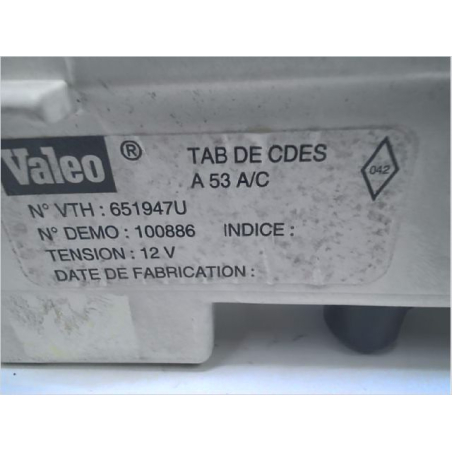 Valeo ® TAB DE CDES
A 53 A/C
042
N° VTH : 651947U
N° DEMO : 100886 INDICE :
TENSION : 12 V
DATE DE FABRICATION :